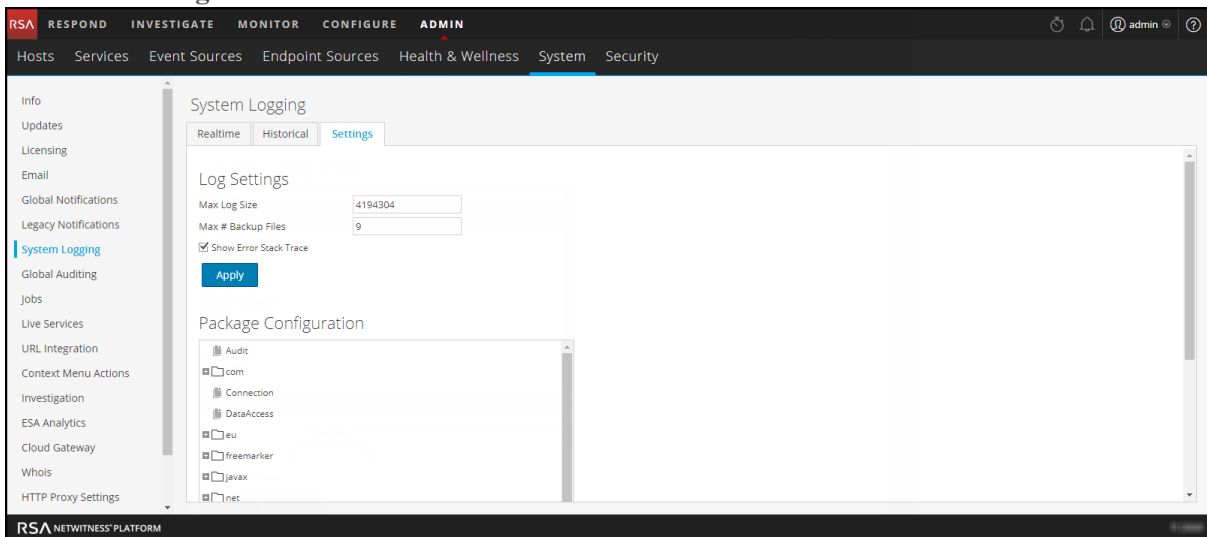 RSA RESPOND INVESTIGATE MONITOR CONFIGURE ADMIN admin
Hosts Services Event Sources Endpoint Sources Health & Wellness System Security
Info
Updates
Licensing
Email
Global Notifications
Legacy Notifications
System Logging
Global Auditing
Jobs
Live Services
URL Integration
Context Menu Actions
Investigation
ESA Analytics
Cloud Gateway
Whois
HTTP Proxy Settings
System Logging
Realtime Historical Settings
Log Settings
Max Log Size 4194304
Max # Backup Files 9
Show Error Stack Trace
Apply
Package Configuration
Audit
com
Connection
DataAccess
eu
freemarker
javax
net
RSA NETWITNESS® PLATFORM